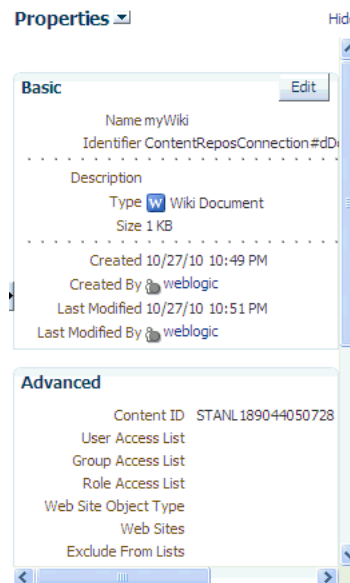 Properties Hide
Basic Edit
Name myWiki
Identifier ContentReposConnection#dD
Description
Type W Wiki Document
Size 1 KB
Created 10/27/10 10:49 PM
Created By weblogic
Last Modified 10/27/10 10:51 PM
Last Modified By weblogic
Advanced
Content ID STANL189044050728
User Access List
Group Access List
Role Access List
Web Site Object Type
Web Sites
Exclude From Lists